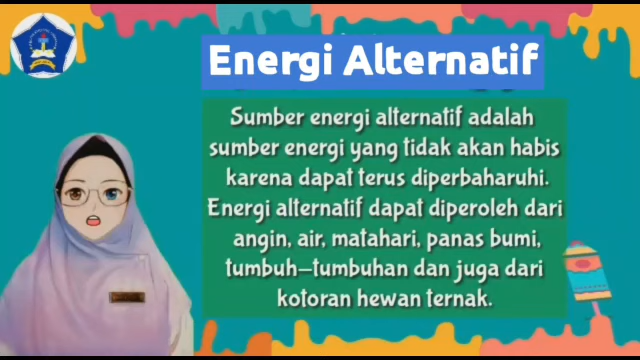 Energi Alternatif
Sumber energi alternatif adalah
sumber energi yang tidak akan habis
karena dapat terus diperbaharuhi.
Energi alternatif dapat diperoleh dari
angin, air, matahari, panas bumi,
tumbuh-tumbuhan dan juga dari
kotoran hewan ternak.